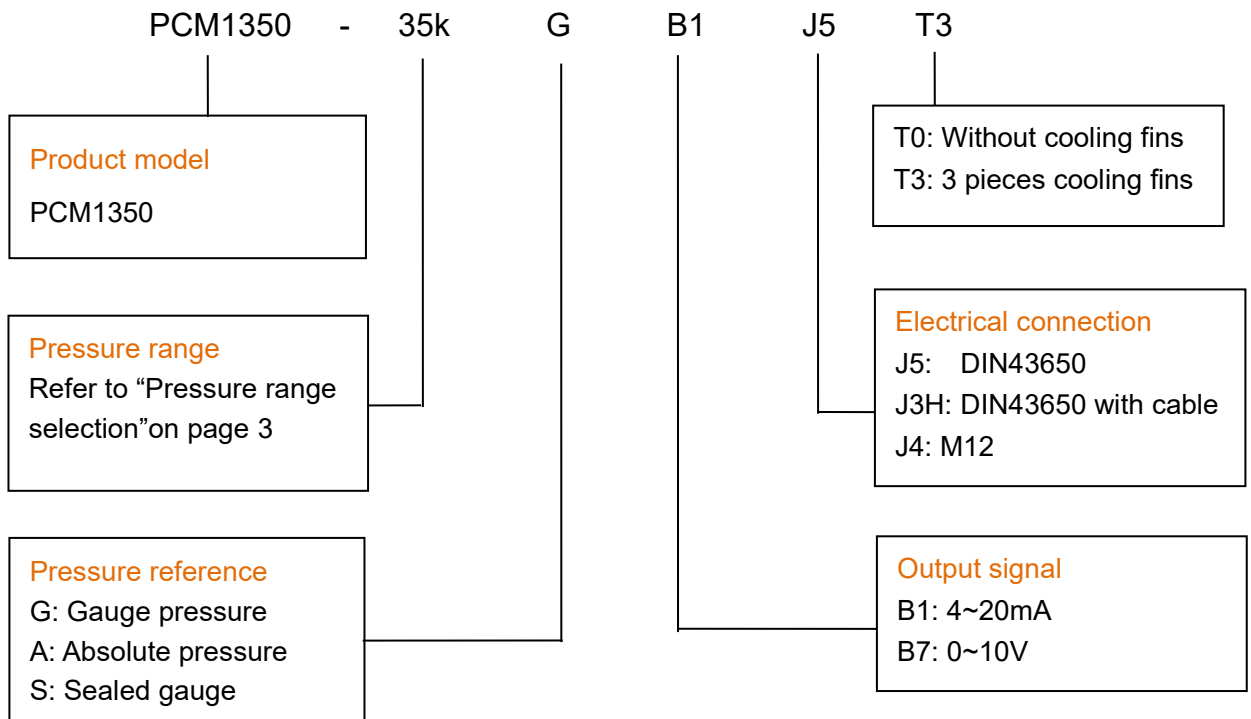 PCM1350 - 35k G B1 J5 T3
Product model
PCM1350
T0: Without cooling fins
T3: 3 pieces cooling fins
Pressure range
Refer to “Pressure range
selection”on page 3
Electrical connection
J5: DIN43650
J3H: DIN43650 with cable
J4: M12
Pressure reference
G: Gauge pressure
A: Absolute pressure
S: Sealed gauge
Output signal
B1: 4~20mA
B7: 0~10V